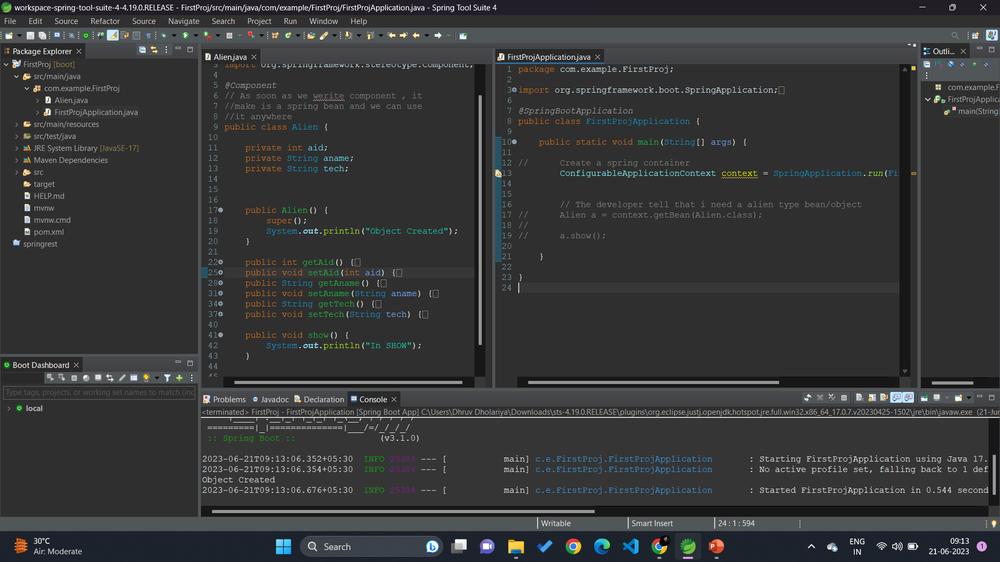 workspace-spring-tool-suite-4-4.19.0.RELEASE - FirstProj/src/main/java/com/example/FirstProj/FirstProjApplication.java - Spring Tool Suite 4
File Edit Source Refactor Source Navigate Search Project Run Window Help
Package Explorer
FirstProj [boot]
src/main/java
com.example.FirstProj
Alien.java
FirstProjApplication.java
src/main/resources
src/test/java
JRE System Library [JavaSE-17]
Maven Dependencies
src
target
HELP.md
mvnw
mvnw.cmd
pom.xml
springrest
Boot Dashboard
Type tags, projects, or working set names to match (inc
local
Alien.java
3 import org.springframework.stereotype.Component;
4
5 @Component
6 // As soon as we werite component , it
7 //make is a spring bean and we can use
8 //it anywhere
9 public class Alien {
10
11 private int aid;
12 private String aname;
13 private String tech;
14
15
16
17 public Alien() {
18 super();
19 System.out.println("Object Created");
20 }
21
22 public int getAid() {
25 public void setAid(int aid) {
28 public String getAname() {
31 public void setAname(String aname) {
34 public String getTech() {
37 public void setTech(String tech) {
40
41 public void show() {
42 System.out.println("In SHOW");
43 }
44
45
FirstProjApplication.java
1 package com.example.FirstProj;
2
3 import org.springframework.boot.SpringApplication;
6
7 @SpringBootApplication
8 public class FirstProjApplication {
9
10 public static void main(String[] args) {
11
12 // Create a spring container
13 ConfigurableApplicationContext context = SpringApplication.run(Fi
14
15
16 // The developer tell that i need a alien type bean/object
17 // Alien a = context.getBean(Alien.class);
18 //
19 // a.show();
20
21 }
22
23 }
24
Outli...
com.example.F
FirstProjApplica
main(String
Problems Javadoc Declaration Console
<terminated> FirstProj - FirstProjApplication [Spring Boot App] C:\Users\Dhruv Dholariya\Downloads\sts-4.19.0.RELEASE\plugins\org.eclipse.justj.openjdk.hotspot.jre.full.win32.x86_64_17.0.7.v20230425-1502\jre\bin\javaw.exe (21-Jun
=========|_|==============|___/=/_/_/_/
:: Spring Boot :: (v3.1.0)
2023-06-21T09:13:06.352+05:30 INFO 25384 --- [ main] c.e.FirstProj.FirstProjApplication : Starting FirstProjApplication using Java 17.
2023-06-21T09:13:06.354+05:30 INFO 25384 --- [ main] c.e.FirstProj.FirstProjApplication : No active profile set, falling back to 1 def
Object Created
2023-06-21T09:13:06.676+05:30 INFO 25384 --- [ main] c.e.FirstProj.FirstProjApplication : Started FirstProjApplication in 0.544 second
Writable Smart Insert 24 : 1 : 594
30°C
Air: Moderate
Search
ENG
IN
09:13
21-06-2023
1